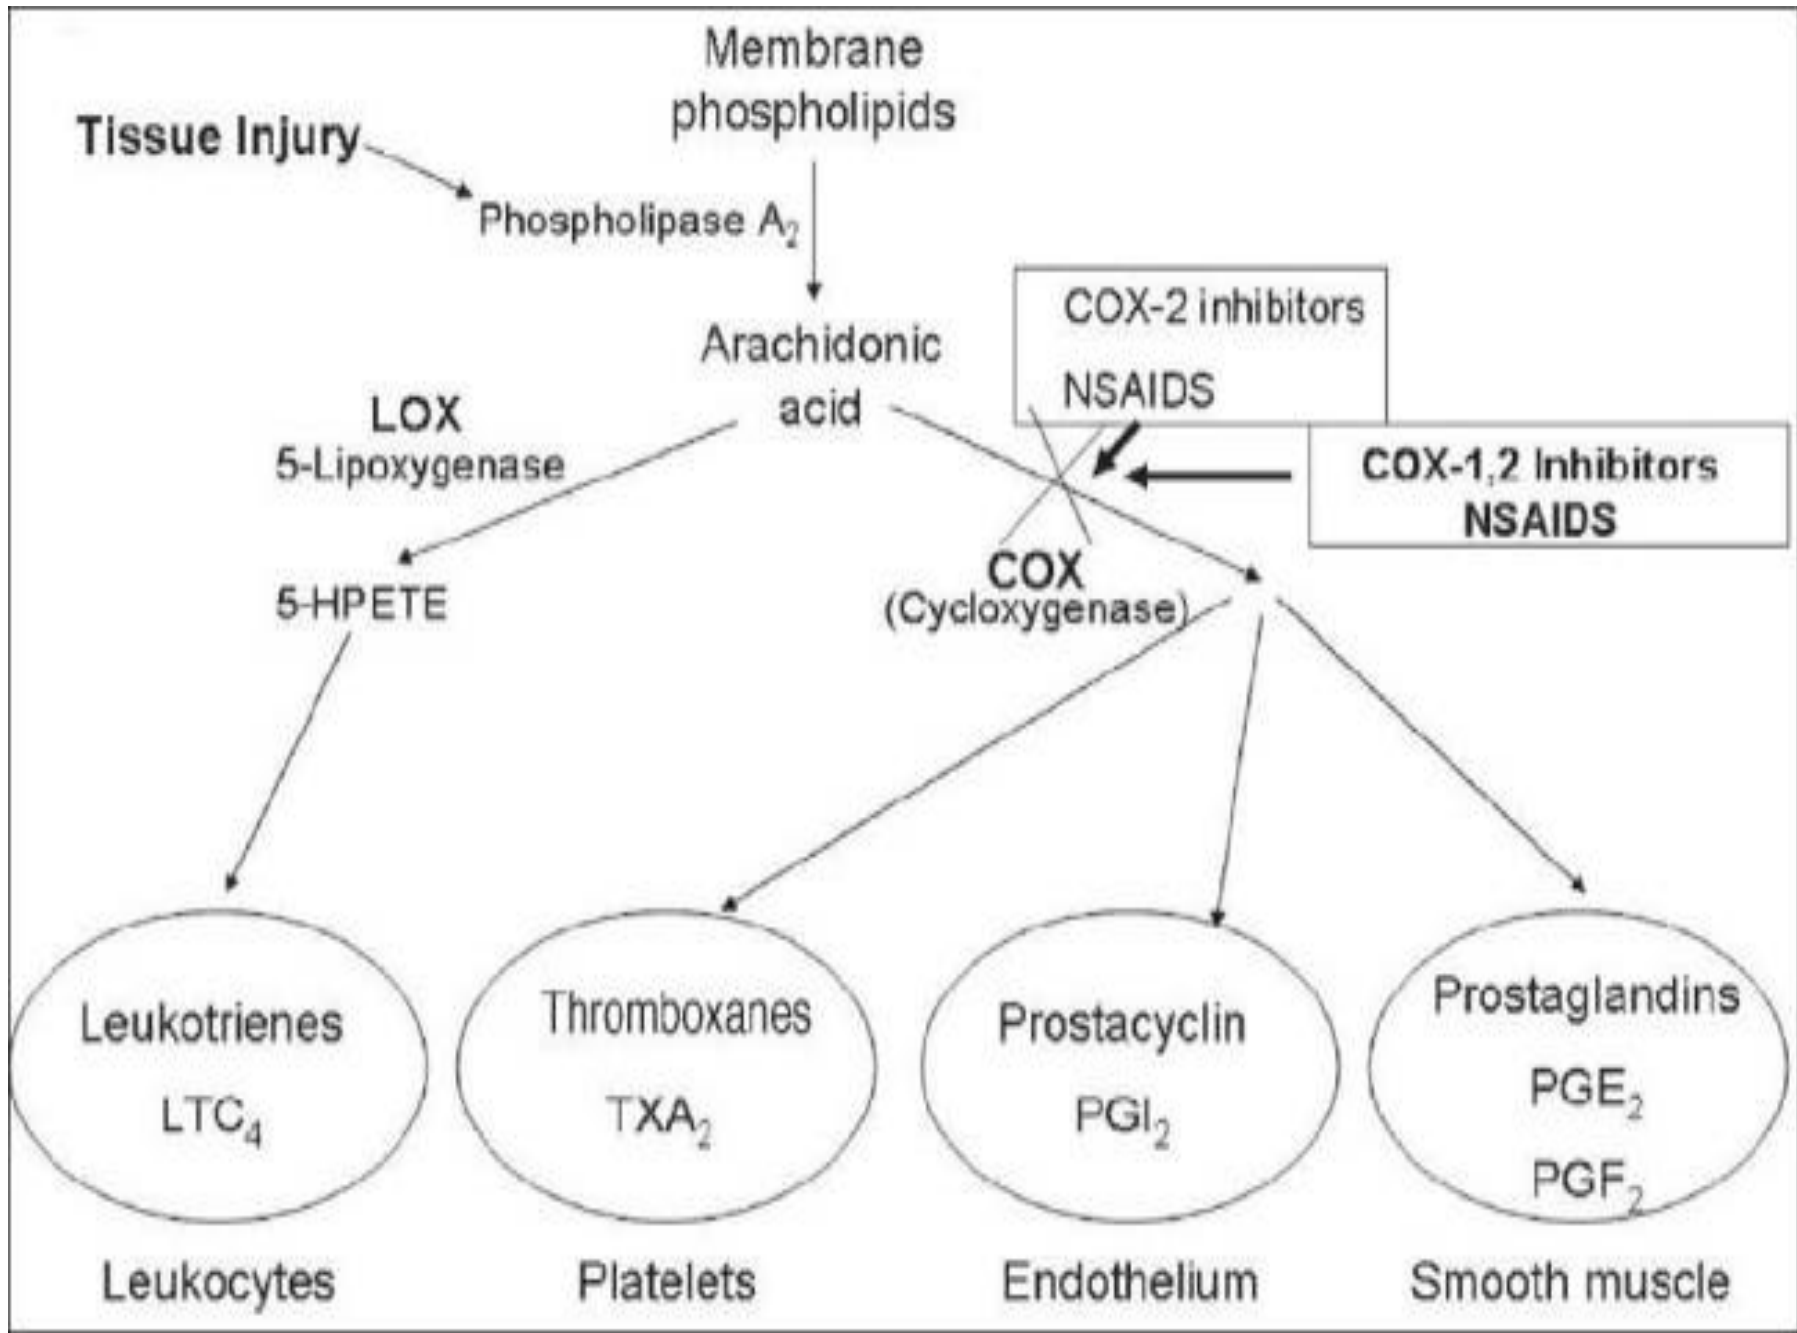 Membrane
phospholipids
Tissue Injury
Phospholipase A₂
Arachidonic
acid
COX-2 inhibitors
NSAIDS
LOX
5-Lipoxygenase
COX-1,2 Inhibitors
NSAIDS
COX
(Cycloxygenase)
5-HPETE
Leukotrienes
LTC₄
Thromboxanes
TXA₂
Prostacyclin
PGI₂
Prostaglandins
PGE₂
PGF₂
Leukocytes
Platelets
Endothelium
Smooth muscle